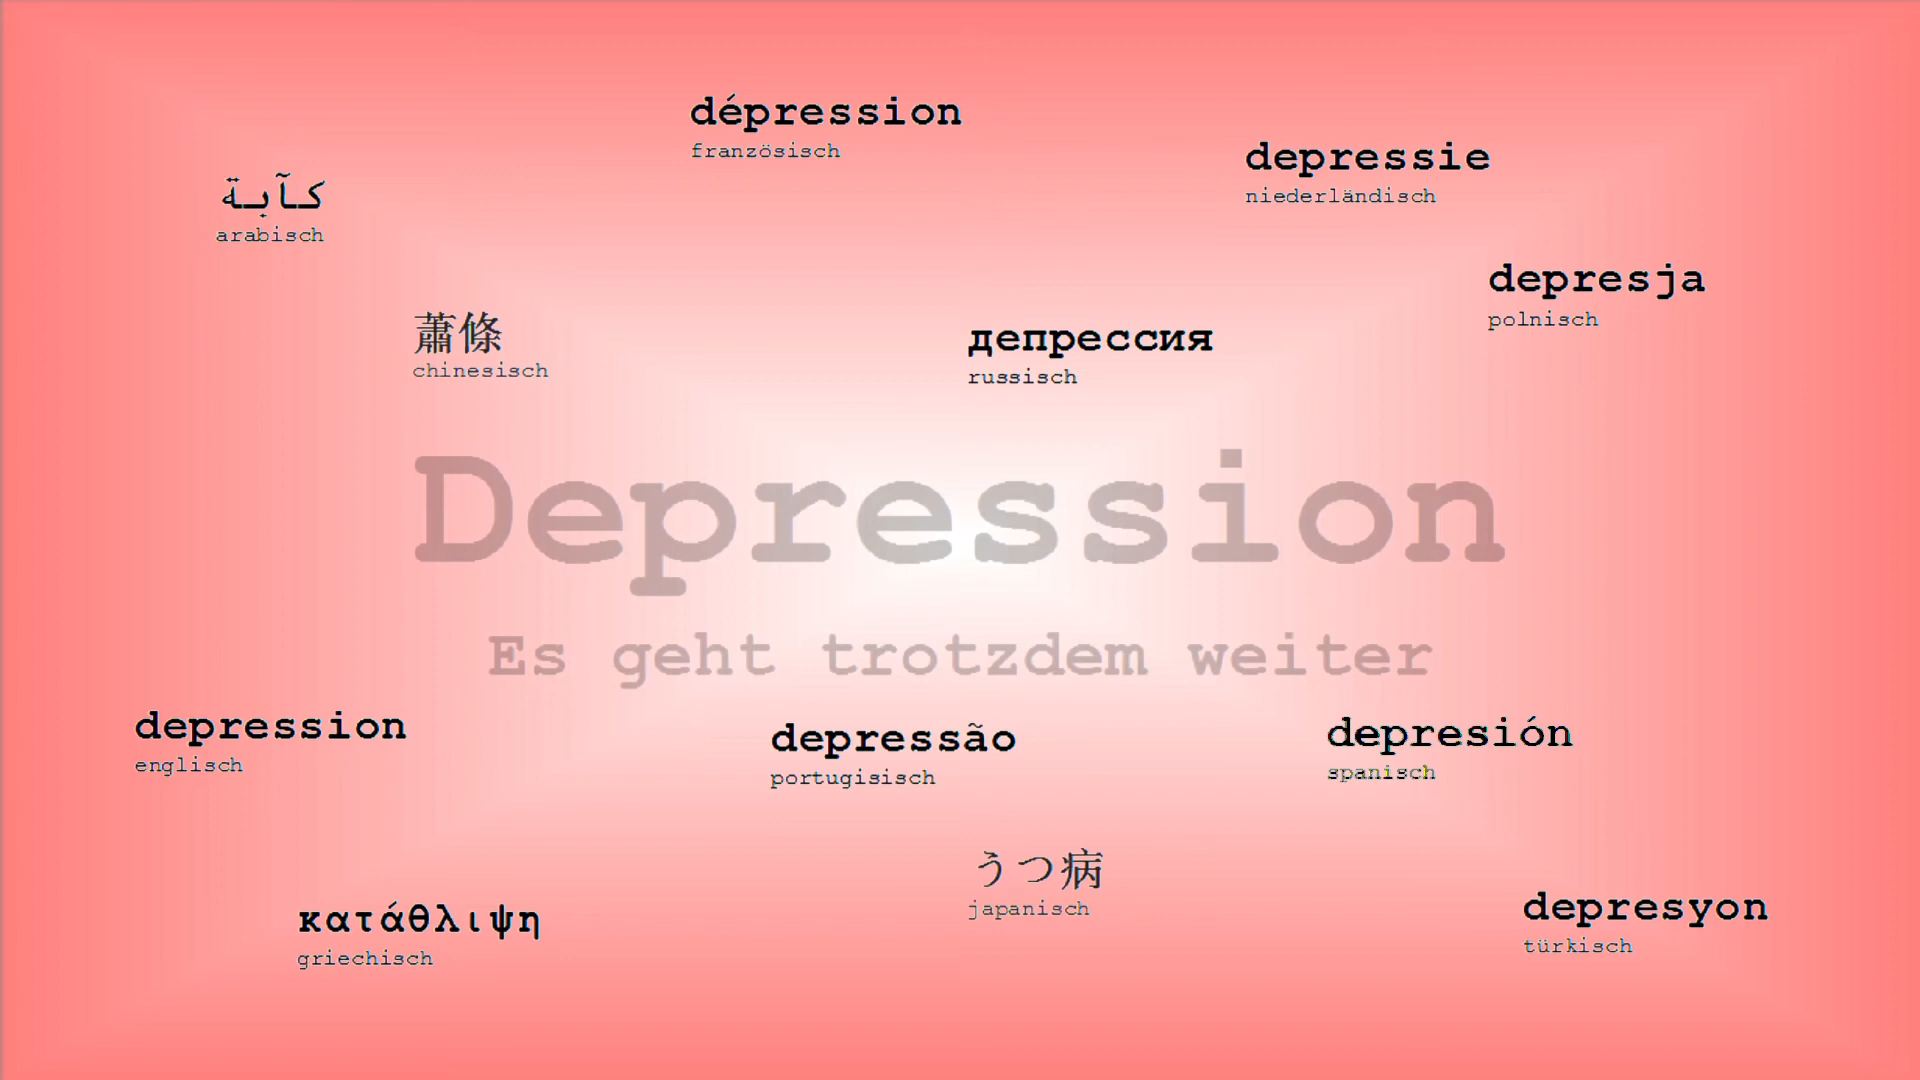 dépression
französisch
depressie
niederländisch
كآبة
arabisch
depresja
polnisch
蕭條
chinesisch
депрессия
russisch
Depression
Es geht trotzdem weiter
depression
englisch
depressão
portugisisch
depresión
spanisch
うつ病
japanisch
κατάθλιψη
griechisch
depresyon
türkisch